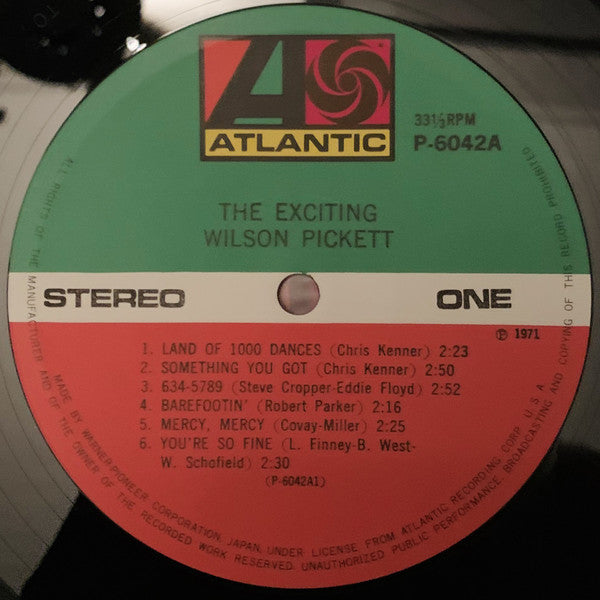 ATLANTIC
33⅓RPM
P-6042A
THE EXCITING
WILSON PICKETT
STEREO
ONE
Ⓟ 1971
1. LAND OF 1000 DANCES (Chris Kenner) 2:23
2. SOMETHING YOU GOT (Chris Kenner) 2:50
3. 634-5789 (Steve Cropper-Eddie Floyd) 2:52
4. BAREFOOTIN' (Robert Parker) 2:16
5. MERCY, MERCY (Covay-Miller) 2:25
6. YOU'RE SO FINE (L. Finney-B. West-
W. Schofield) 2:30
(P-6042A1)
MADE BY WARNER-PIONEER CORPORATION, JAPAN, UNDER LICENSE FROM ATLANTIC RECORDING CORP. U.S.A.
ALL RIGHTS OF THE MANUFACTURER AND OF THE OWNER OF THE RECORDED WORK RESERVED. UNAUTHORIZED PUBLIC PERFORMANCE, BROADCASTING AND COPYING OF THIS RECORD PROHIBITED.